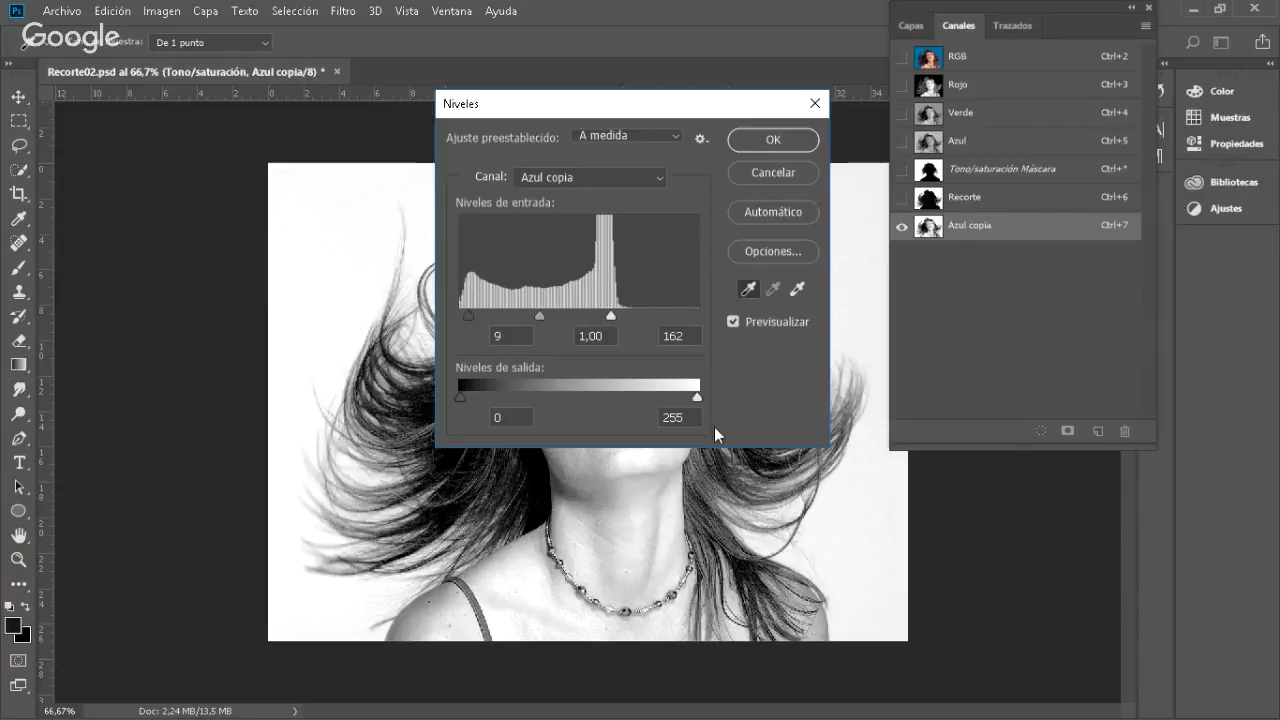 Ps Archivo Edición Imagen Capa Texto Selección Filtro 3D Vista Ventana Ayuda
Google
De 1 punto
Recorte02.psd al 66,7% (Tono/saturación, Azul copia/8) * ×
Niveles
Ajuste preestablecido: A medida
OK
Canal: Azul copia
Cancelar
Niveles de entrada:
Automático
Opciones...
9 1,00 162
Previsualizar
Niveles de salida:
0 255
Capas Canales Trazados
RGB Ctrl+2
Rojo Ctrl+3
Verde Ctrl+4
Azul Ctrl+5
Tono/saturación Máscara Ctrl+*
Recorte Ctrl+6
Azul copia Ctrl+7
Color
Muestras
Propiedades
Bibliotecas
Ajustes
66,67% Doc: 2,24 MB/13,5 MB